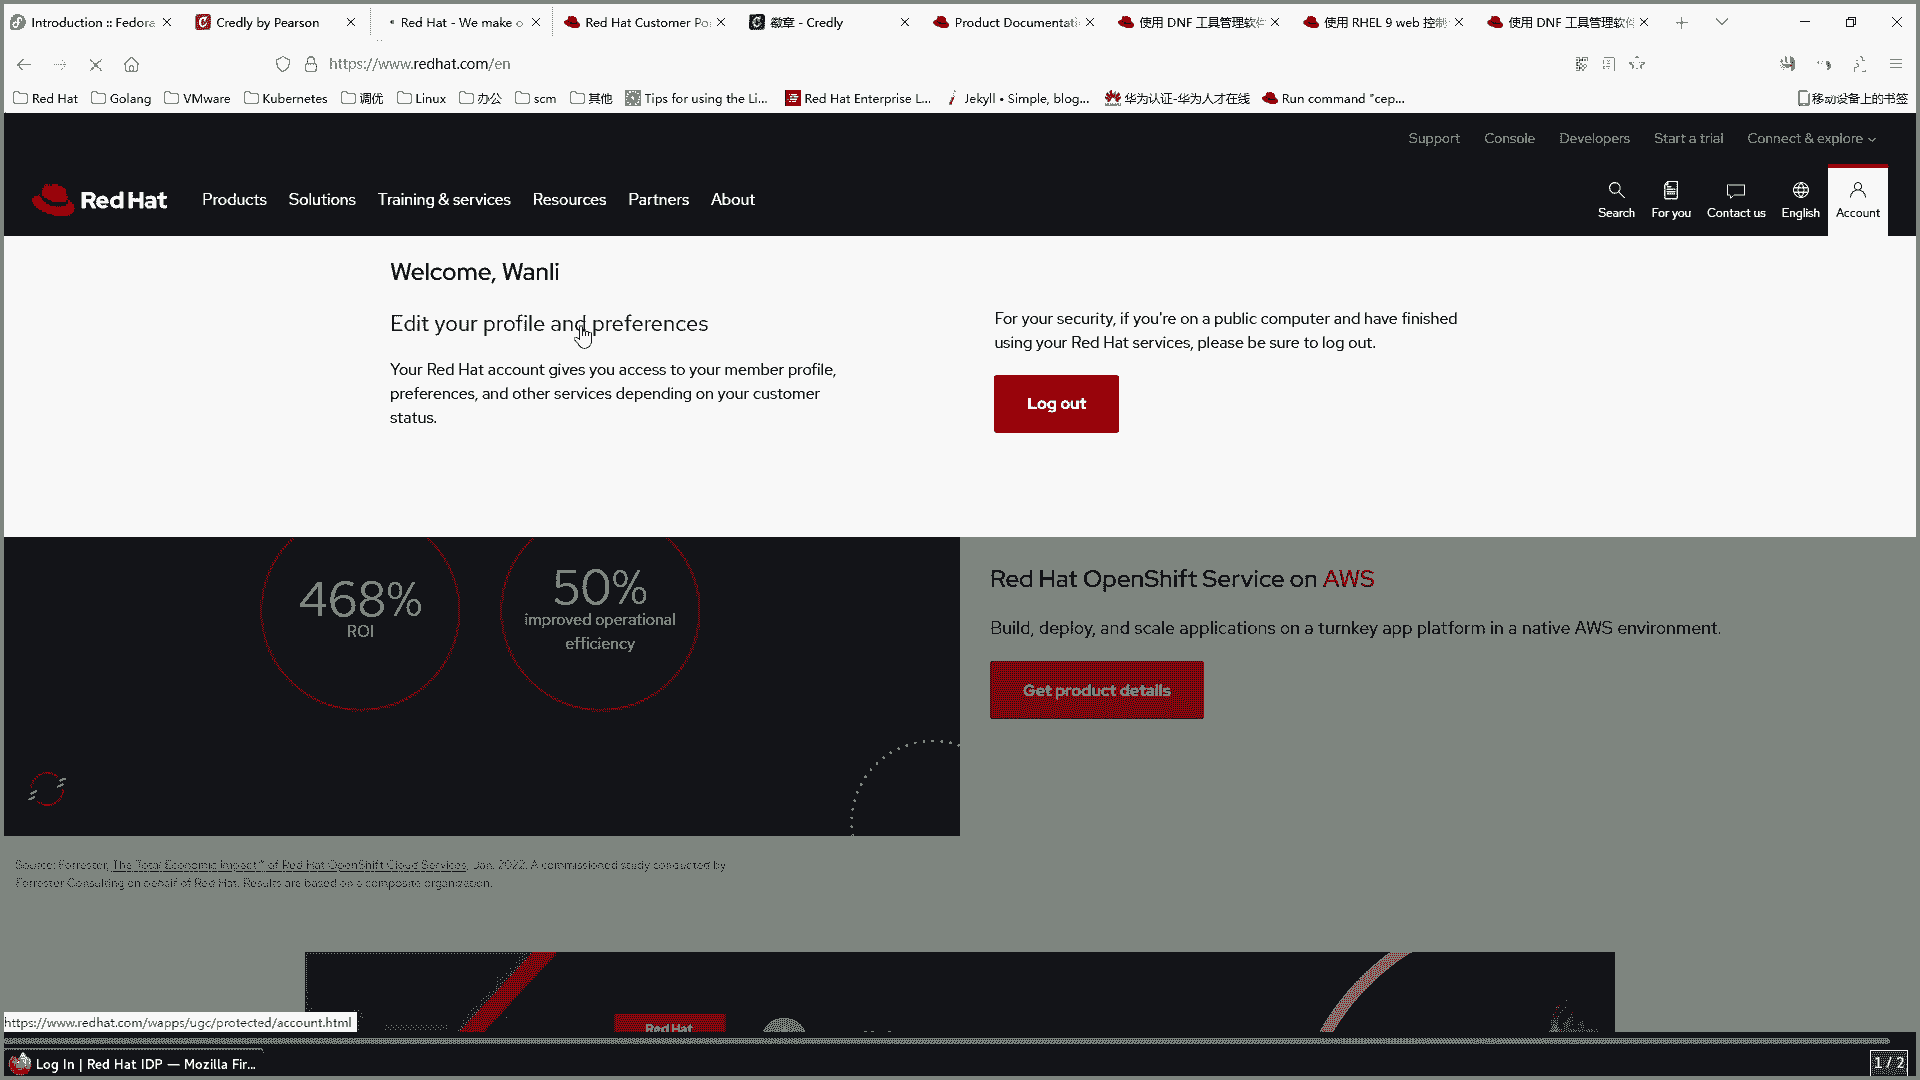 Introduction :: Fedora
Credly by Pearson
Red Hat - We make o
Red Hat Customer Po
徽章 - Credly
Product Documentati
使用 DNF 工具管理软件
使用 RHEL 9 web 控制
使用 DNF 工具管理软件
https://www.redhat.com/en
Red Hat
Golang
VMware
Kubernetes
调优
Linux
办公
scm
其他
Tips for using the Li...
Red Hat Enterprise L...
Jekyll • Simple, blog...
华为认证-华为人才在线
Run command "cep...
移动设备上的书签
Support
Console
Developers
Start a trial
Connect & explore
Red Hat
Products
Solutions
Training & services
Resources
Partners
About
Search
For you
Contact us
English
Account
Welcome, Wanli
Edit your profile and preferences
Your Red Hat account gives you access to your member profile,
preferences, and other services depending on your customer
status.
For your security, if you're on a public computer and have finished
using your Red Hat services, please be sure to log out.
Log out
468%
ROI
50%
improved operational
efficiency
Red Hat OpenShift Service on AWS
Build, deploy, and scale applications on a turnkey app platform in a native AWS environment.
Get product details
Source: Forrester, The Total Economic Impact™ of Red Hat OpenShift Cloud Services, Jan. 2022. A commissioned study conducted by
Forrester Consulting on behalf of Red Hat. Results are based on a composite organization.
Red Hat
https://www.redhat.com/wapps/ugc/protected/account.html
Log In | Red Hat IDP — Mozilla Fir...
1 / 2